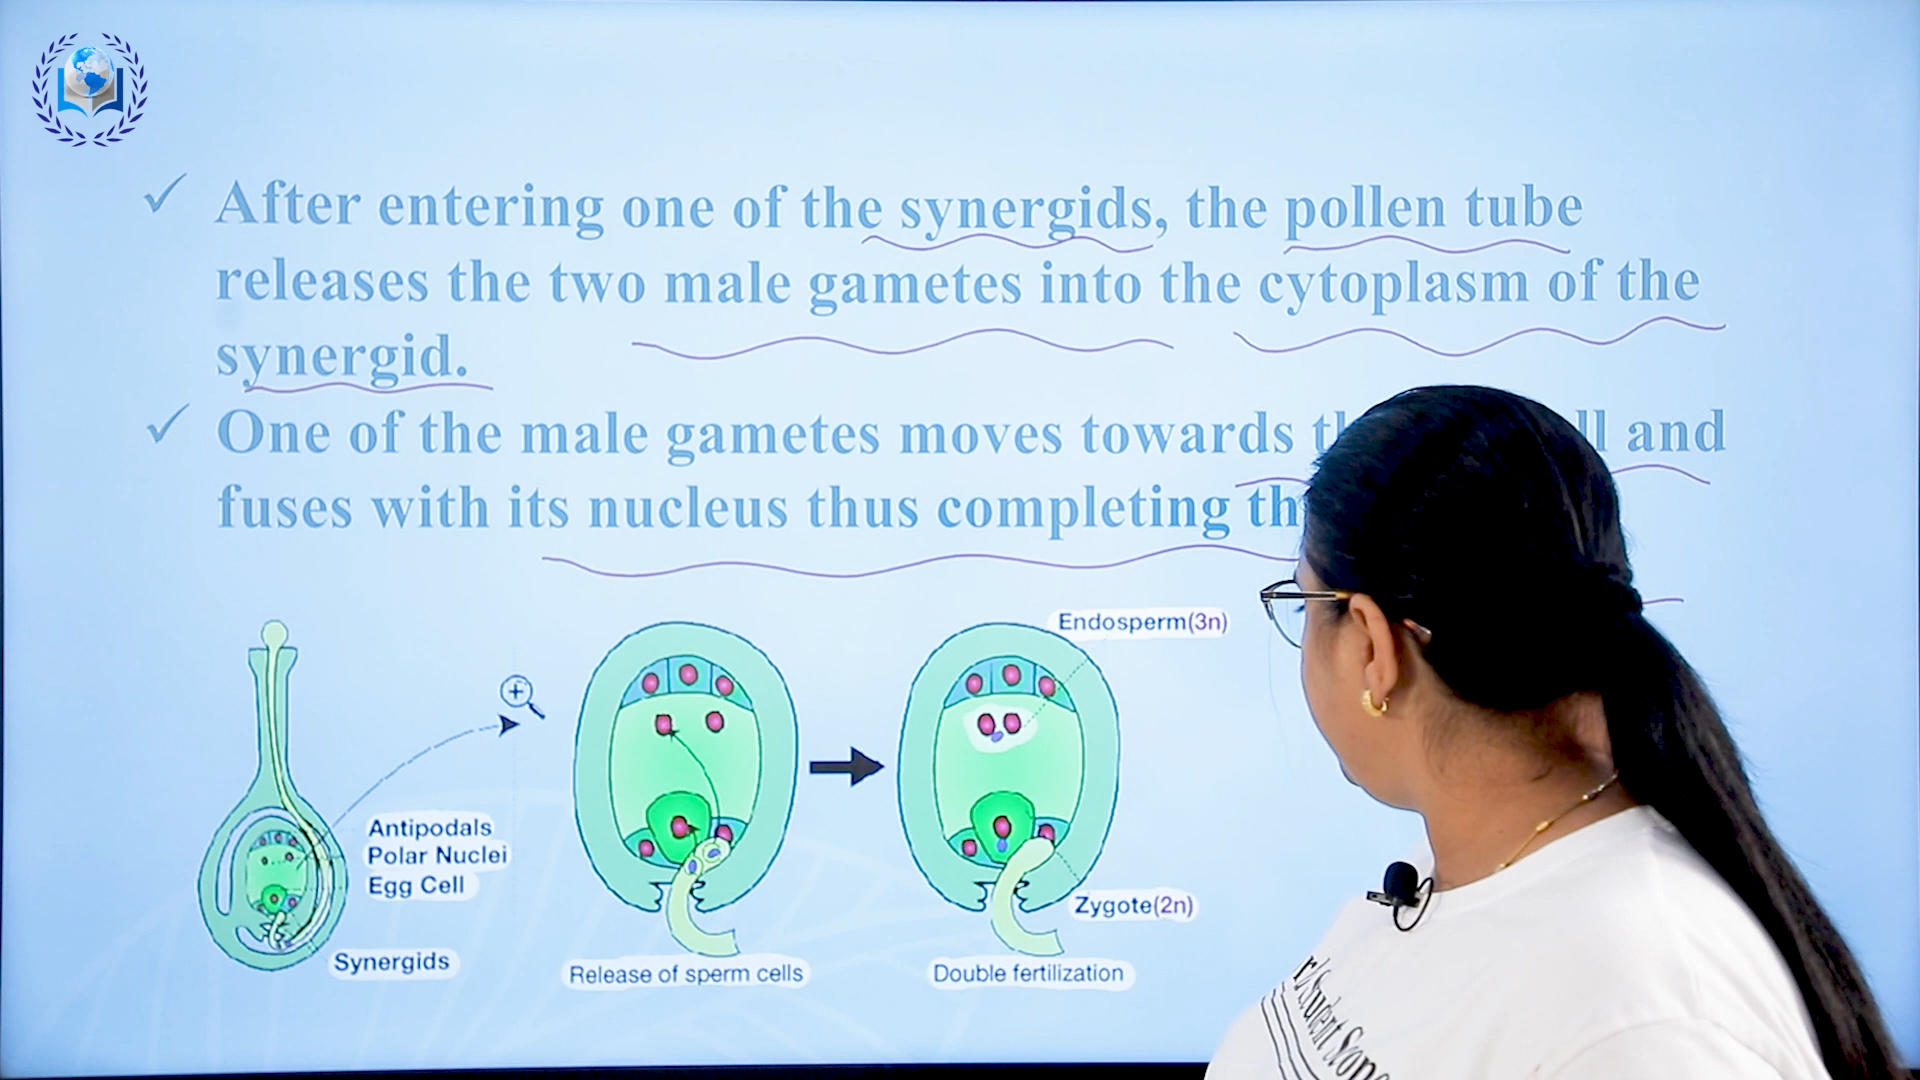 After entering one of the synergids, the pollen tube
releases the two male gametes into the cytoplasm of the
synergid.
One of the male gametes moves towards and
fuses with its nucleus thus completing
Endosperm(3n)
Antipodals
Polar Nuclei
Egg Cell
Synergids
Zygote(2n)
Release of sperm cells
Double fertilization